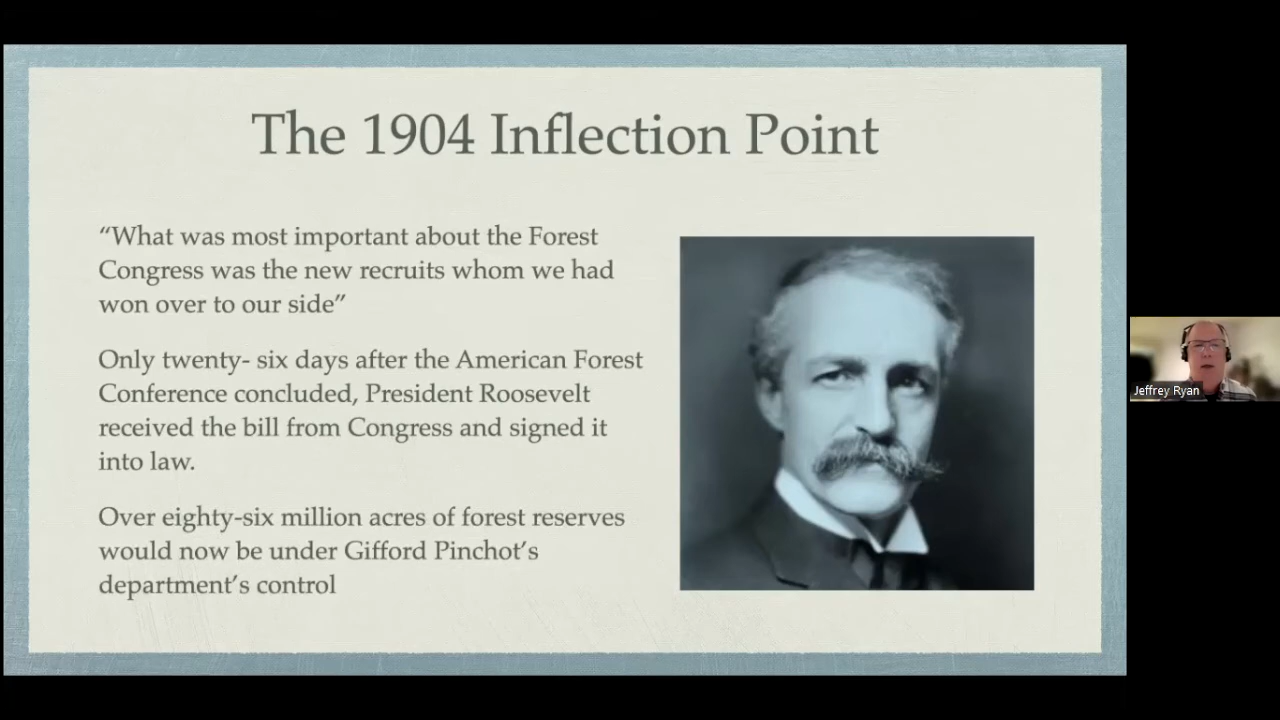 The 1904 Inflection Point
“What was most important about the Forest
Congress was the new recruits whom we had
won over to our side”
Only twenty- six days after the American Forest
Conference concluded, President Roosevelt
received the bill from Congress and signed it
into law.
Over eighty-six million acres of forest reserves
would now be under Gifford Pinchot’s
department’s control
Jeffrey Ryan